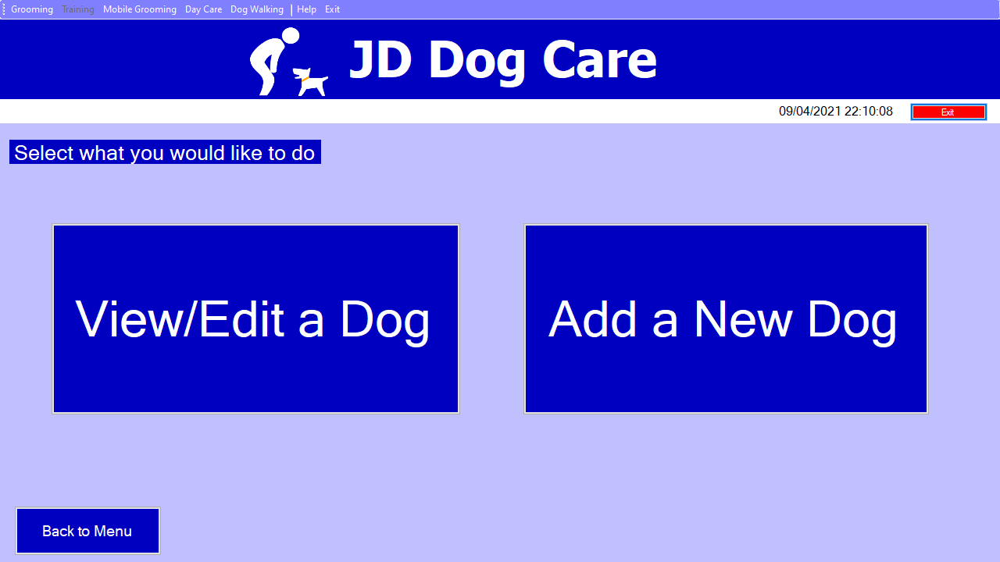 Grooming Training Mobile Grooming Day Care Dog Walking Help Exit
JD Dog Care
09/04/2021 22:10:08 Exit
Select what you would like to do
View/Edit a Dog Add a New Dog
Back to Menu